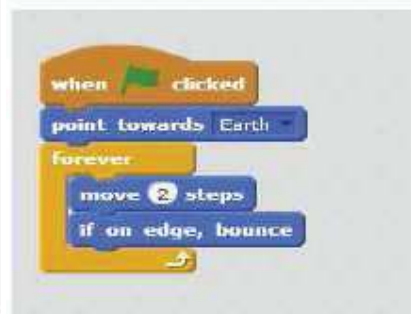 when clicked
point towards Earth
forever
move 2 steps
if on edge, bounce